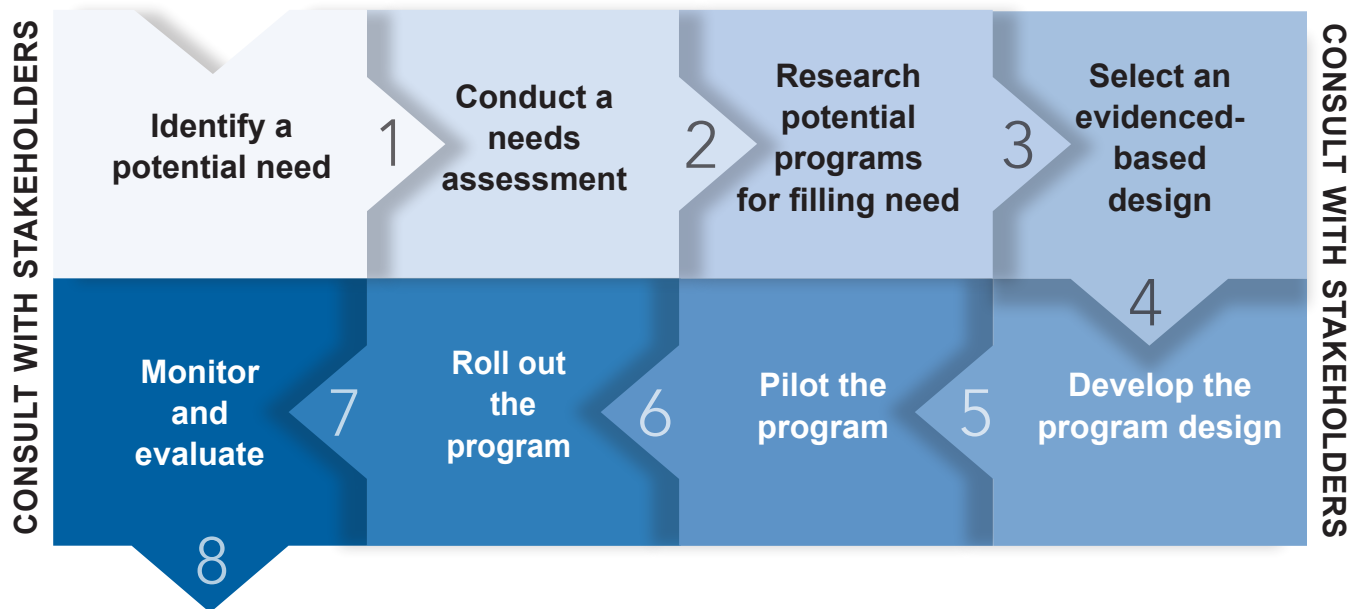 CONSULT WITH STAKEHOLDERS
Identify a
potential need
1
Conduct a
needs
assessment
2
Research
potential
programs
for filling need
3
Select an
evidenced-
based
design
4
Develop the
program design
5
Pilot the
program
6
Roll out
the
program
7
Monitor
and
evaluate
8
CONSULT WITH STAKEHOLDERS